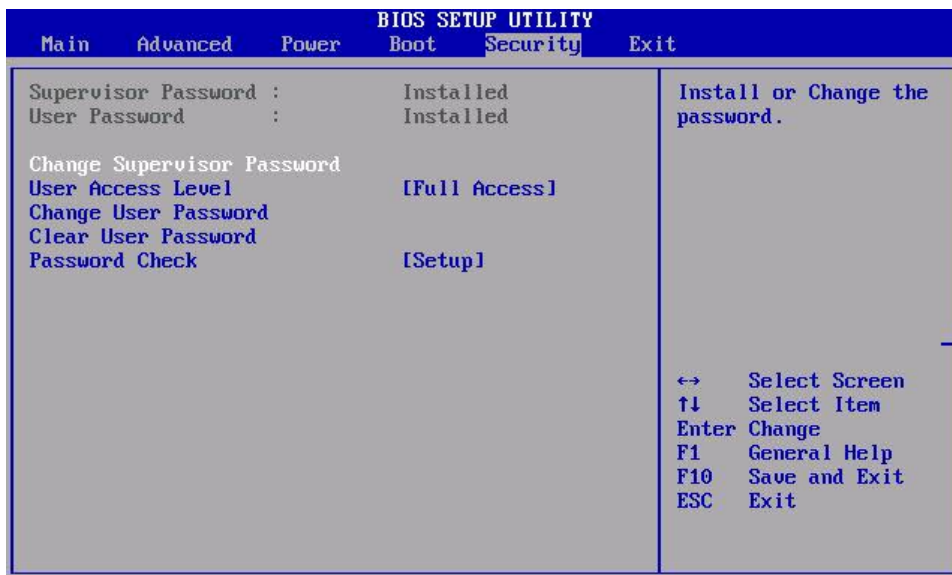 BIOS SETUP UTILITY
Main Advanced Power Boot Security Exit
Supervisor Password : Installed
User Password : Installed
Change Supervisor Password
User Access Level [Full Access]
Change User Password
Clear User Password
Password Check [Setup]
Install or Change the
password.
←→ Select Screen
↑↓ Select Item
Enter Change
F1 General Help
F10 Save and Exit
ESC Exit